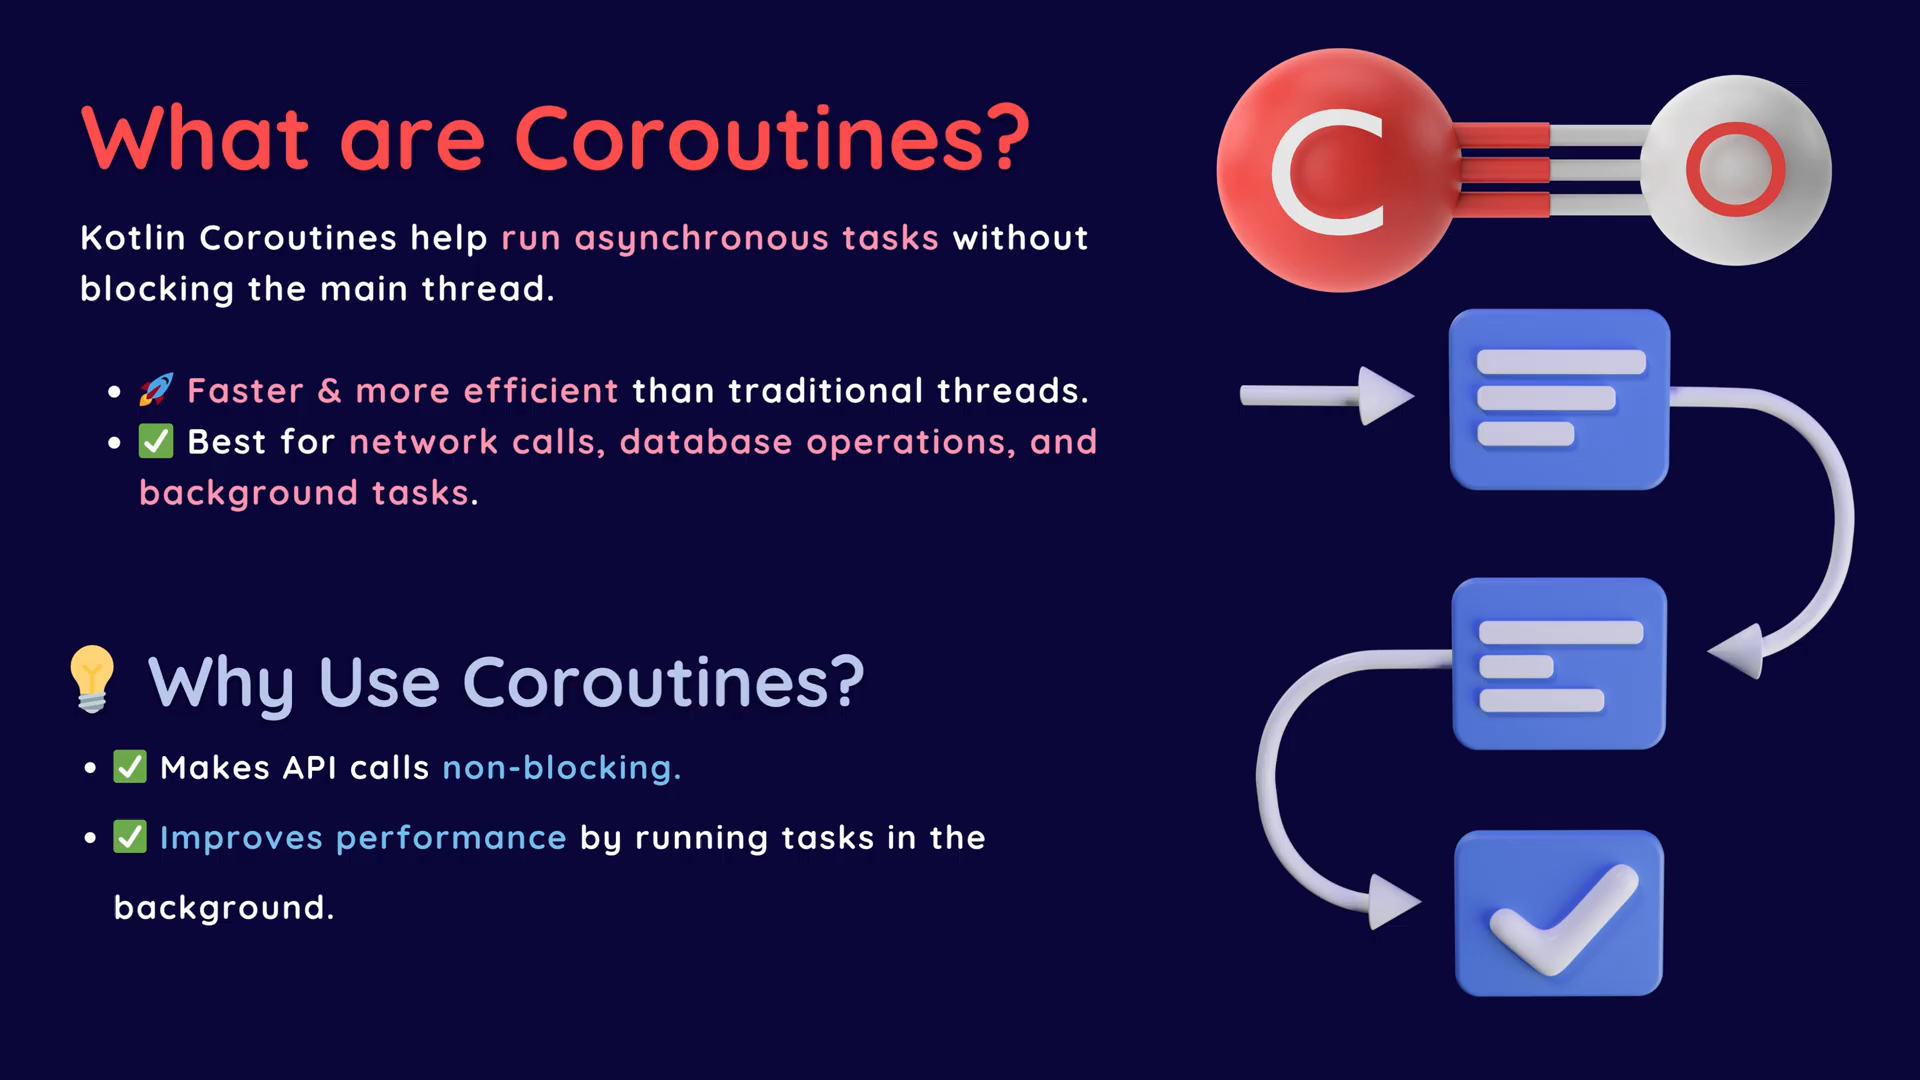 What are Coroutines?
Kotlin Coroutines help run asynchronous tasks without
blocking the main thread.
• 🚀 Faster & more efficient than traditional threads.
• ✅ Best for network calls, database operations, and
background tasks.
💡 Why Use Coroutines?
• ✅ Makes API calls non-blocking.
• ✅ Improves performance by running tasks in the
background.
C O